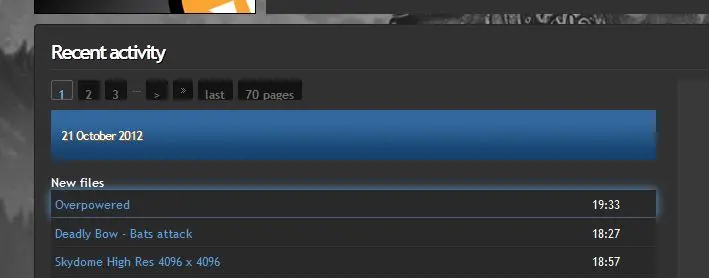 Recent activity
1 2 3 ... > » last 70 pages
21 October 2012
New files
Overpowered 19:33
Deadly Bow - Bats attack 18:27
Skydome High Res 4096 x 4096 18:57